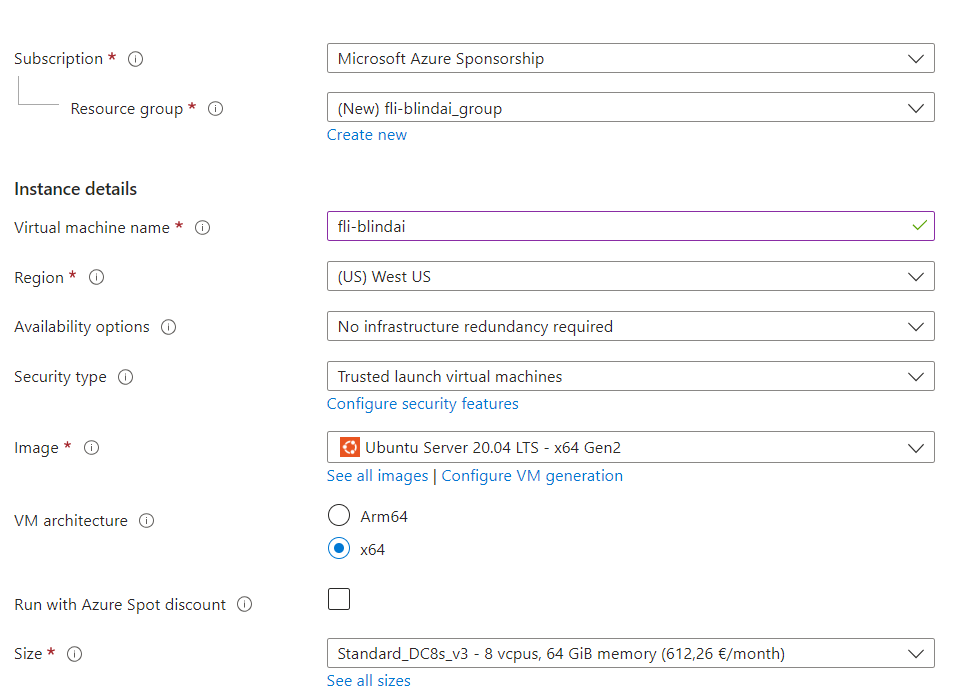 Subscription *
Microsoft Azure Sponsorship
Resource group *
(New) fli-blindai_group
Create new
Instance details
Virtual machine name *
fli-blindai
Region *
(US) West US
Availability options
No infrastructure redundancy required
Security type
Trusted launch virtual machines
Configure security features
Image *
Ubuntu Server 20.04 LTS - x64 Gen2
See all images | Configure VM generation
VM architecture
Arm64
x64
Run with Azure Spot discount
Size *
Standard_DC8s_v3 - 8 vcpus, 64 GiB memory (612,26 €/month)
See all sizes